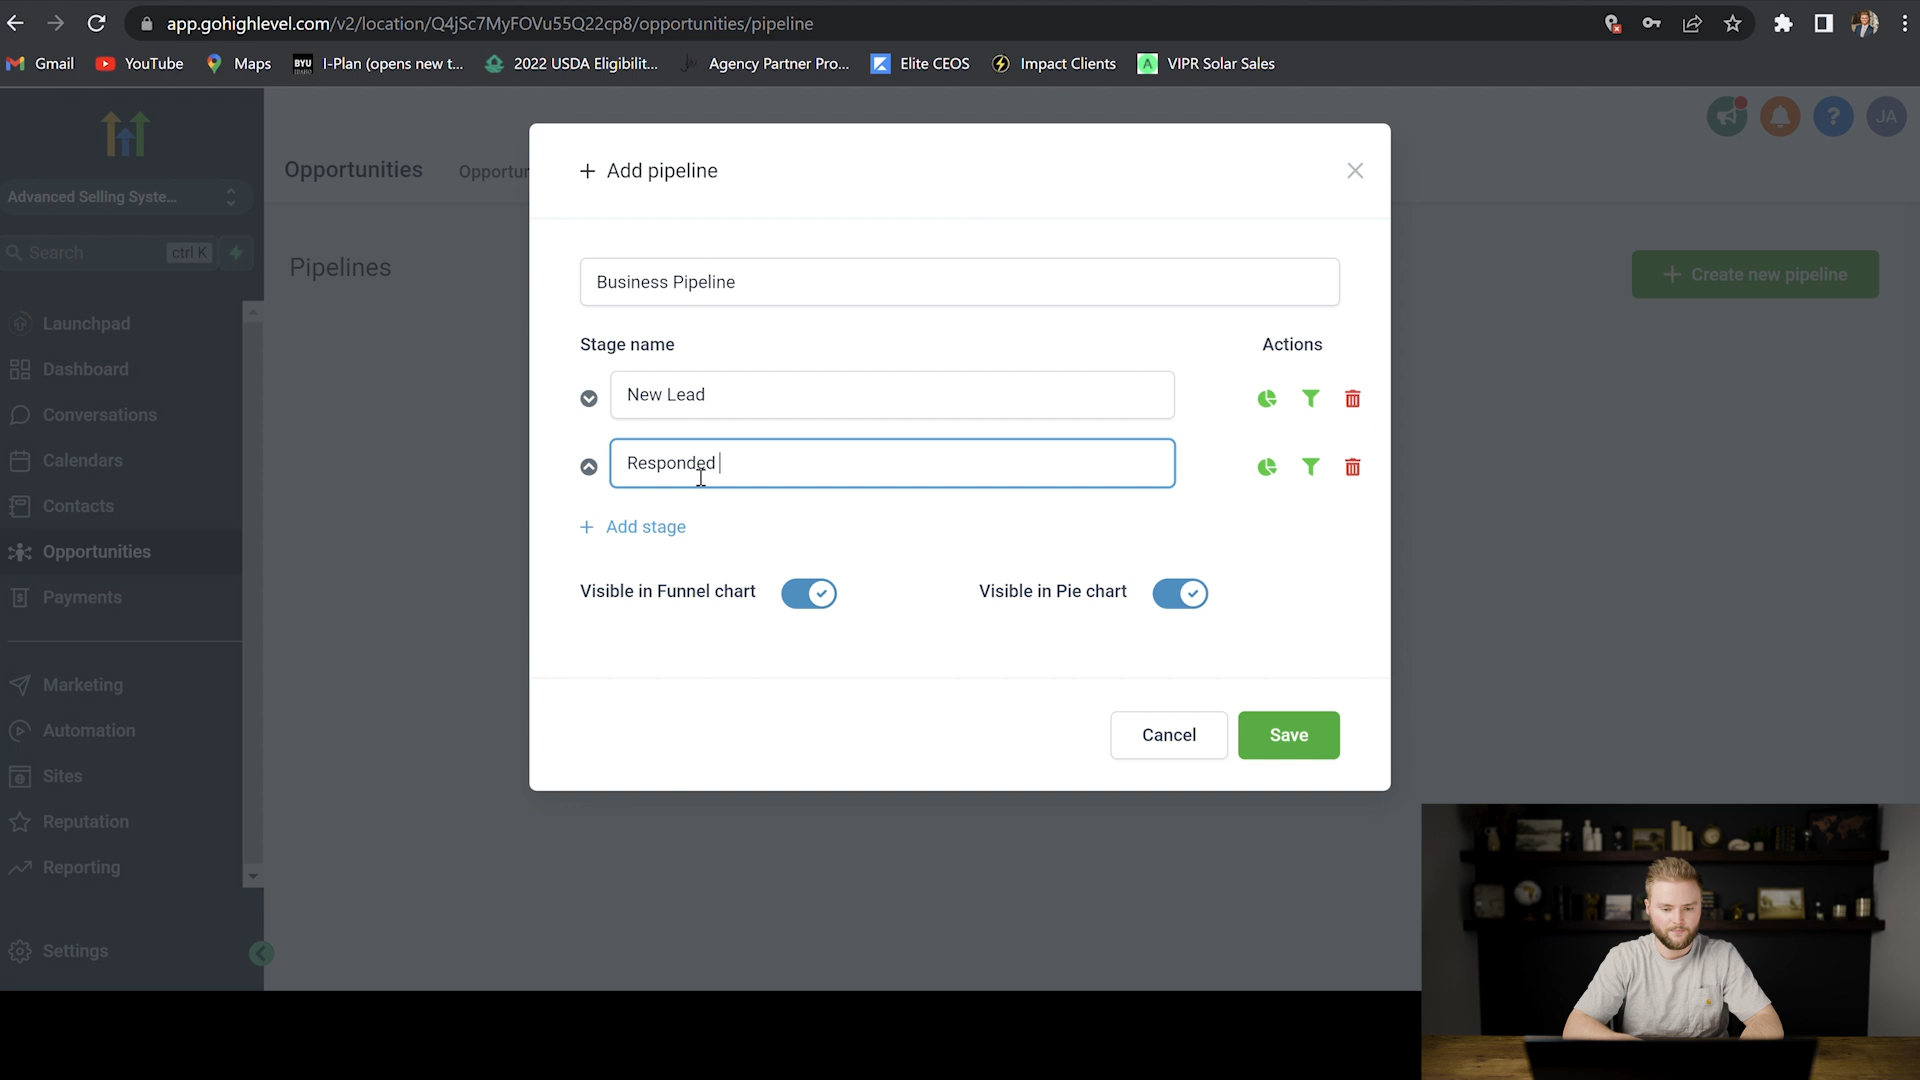 app.gohighlevel.com/v2/location/Q4jSc7MyFOVu55Q22cp8/opportunities/pipeline
Gmail YouTube Maps BYU IDAHO I-Plan (opens new t... 2022 USDA Eligibilit... Agency Partner Pro... Elite CEOS Impact Clients A VIPR Solar Sales
? JA
Opportunities Opportun
+ Add pipeline
Advanced Selling Syste...
Search ctrl K
Pipelines
+ Create new pipeline
Business Pipeline
Stage name Actions
New Lead
Responded
+ Add stage
Visible in Funnel chart Visible in Pie chart
Cancel Save
Launchpad
Dashboard
Conversations
Calendars
Contacts
Opportunities
Payments
Marketing
Automation
Sites
Reputation
Reporting
Settings